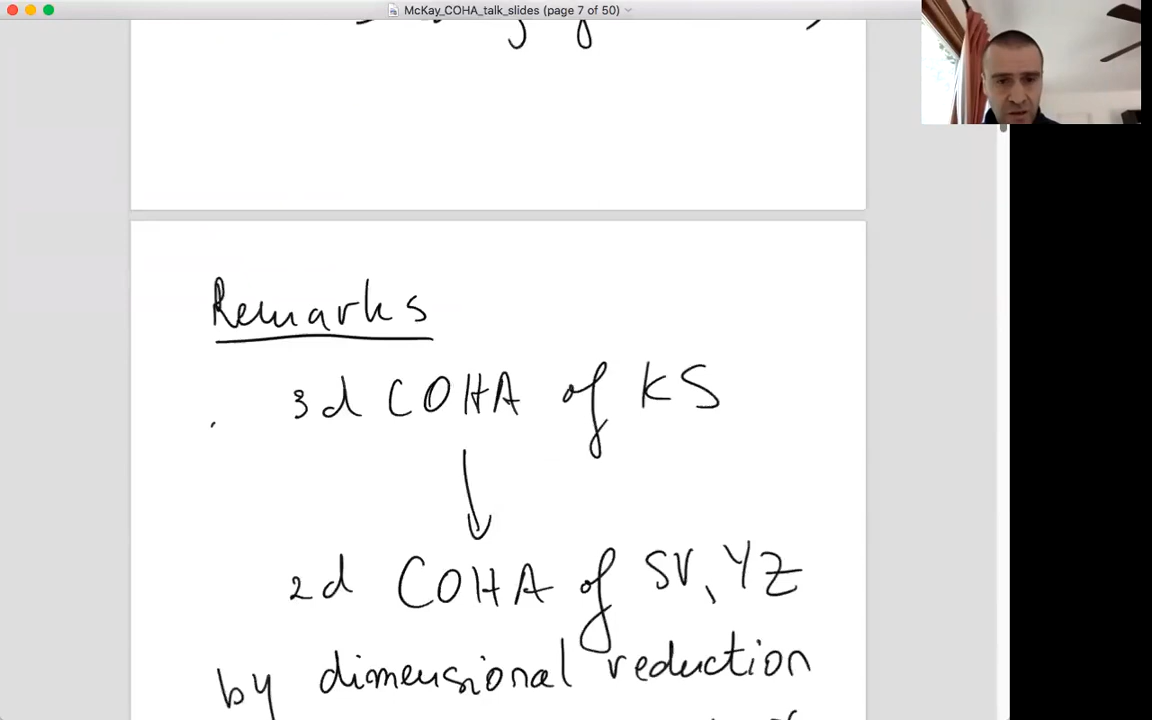 McKay_COHA_talk_slides (page 7 of 50)
Remarks
3d COHA of KS
2d COHA of SV, YZ
by dimensional reduction